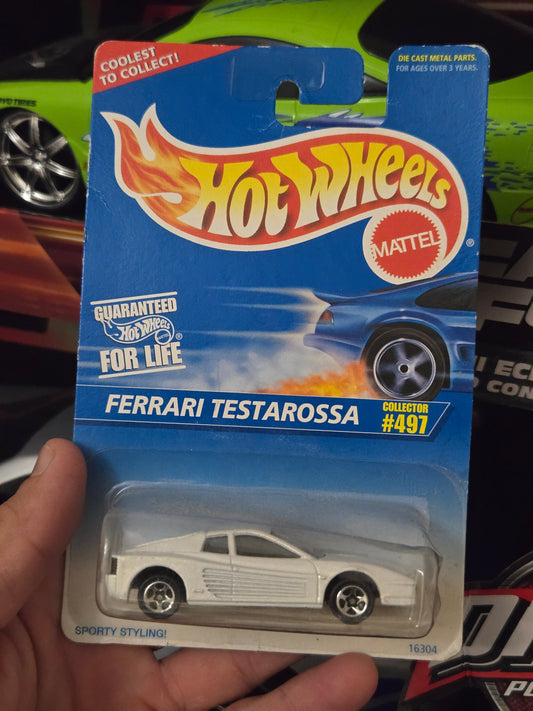 COOLEST
TO COLLECT!
DIE CAST METAL PARTS.
FOR AGES OVER 3 YEARS.
HOT WHEELS
MATTEL
®
GUARANTEED
Hot Wheels
FOR LIFE®
FERRARI TESTAROSSA
COLLECTOR
#497
SPORTY STYLING!
16304
TIRES